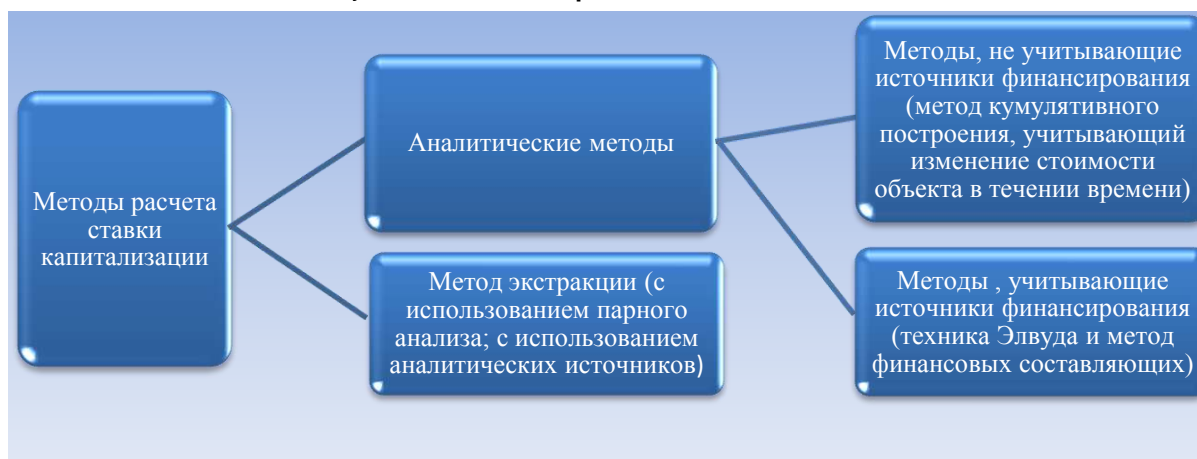 Методы расчета
ставки
капитализации
Аналитические методы
Метод экстракции (с
использованием парного
анализа; с использованием
аналитических источников)
Методы, не учитывающие
источники финансирования
(метод кумулятивного
построения, учитывающий
изменение стоимости
объекта в течении времени)
Методы , учитывающие
источники финансирования
(техника Элвуда и метод
финансовых составляющих)